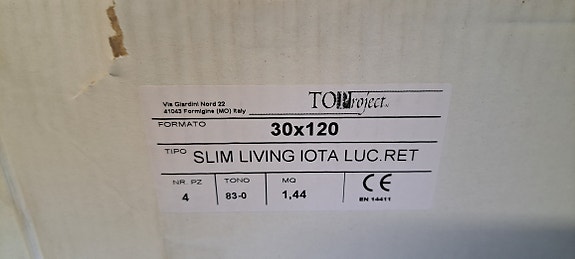 Via Giardini Nord 22
41043 Formigine (MO) Italy
TOPProject
FORMATO
30x120
TIPO
SLIM LIVING IOTA LUC.RET
NR. PZ
TONO
MQ
4
83-0
1,44
CE
EN 14411